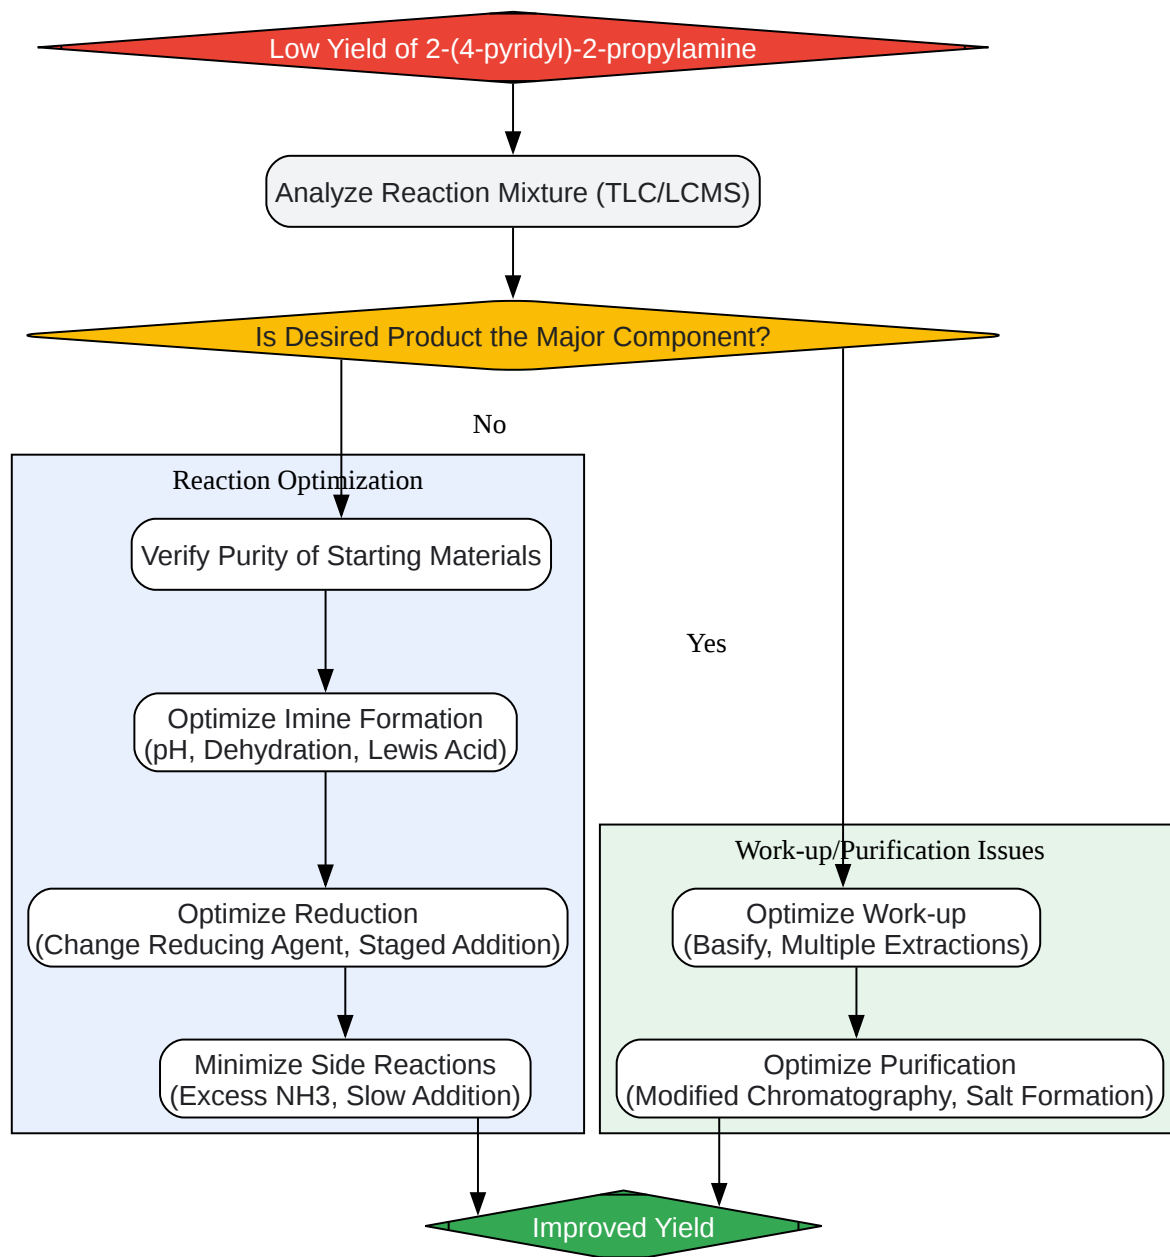 Low Yield of 2-(4-pyridyl)-2-propylamine
Analyze Reaction Mixture (TLC/LCMS)
Is Desired Product the Major Component?
No
Reaction Optimization
Verify Purity of Starting Materials
Yes
Optimize Imine Formation
(pH, Dehydration, Lewis Acid)
Work-up/Purification Issues
Optimize Reduction
(Change Reducing Agent, Staged Addition)
Optimize Work-up
(Basify, Multiple Extractions)
Minimize Side Reactions
(Excess NH3, Slow Addition)
Optimize Purification
(Modified Chromatography, Salt Formation)
Improved Yield